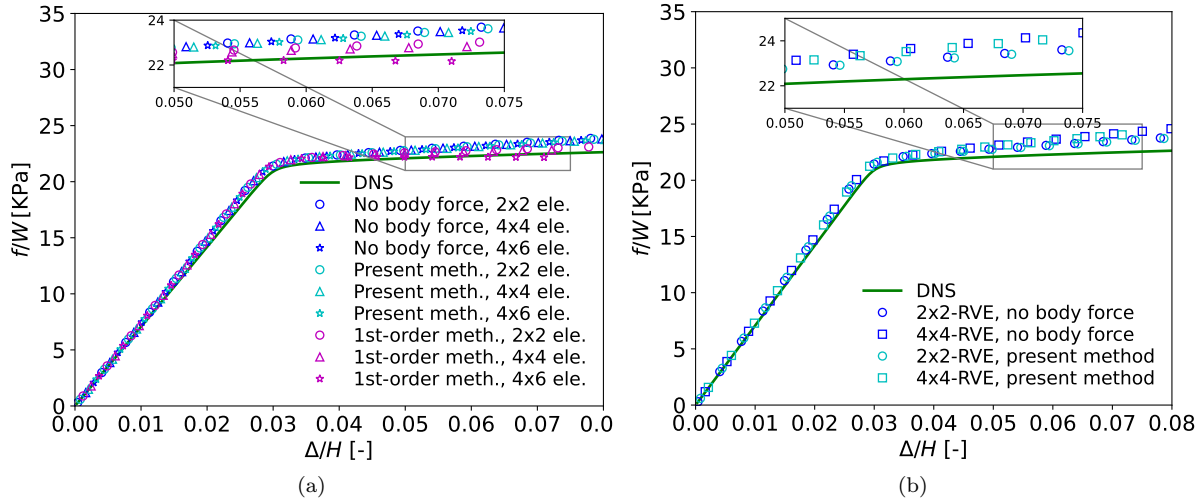 35
30
25
20
15
10
5
0
f/W [KPa]
24
22
0.050 0.055 0.060 0.065 0.070 0.075
DNS
No body force, 2x2 ele.
No body force, 4x4 ele.
No body force, 4x6 ele.
Present meth., 2x2 ele.
Present meth., 4x4 ele.
Present meth., 4x6 ele.
1st-order meth., 2x2 ele.
1st-order meth., 4x4 ele.
1st-order meth., 4x6 ele.
0.00 0.01 0.02 0.03 0.04 0.05 0.06 0.07 0.0
Δ/H [-]
(a)
35
30
25
20
15
10
5
0
f/W [KPa]
24
22
0.050 0.055 0.060 0.065 0.070 0.075
DNS
2x2-RVE, no body force
4x4-RVE, no body force
2x2-RVE, present method
4x4-RVE, present method
0.00 0.01 0.02 0.03 0.04 0.05 0.06 0.07 0.08
Δ/H [-]
(b)